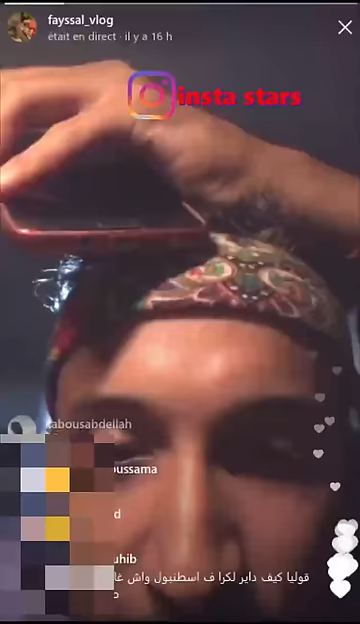 fayssal_vlog
était en direct · il y a 16 h
insta stars
kabousabdellah
oussama
d
uhib
قوليا كيف داير لكرا ف اسطنبول واش غا
o